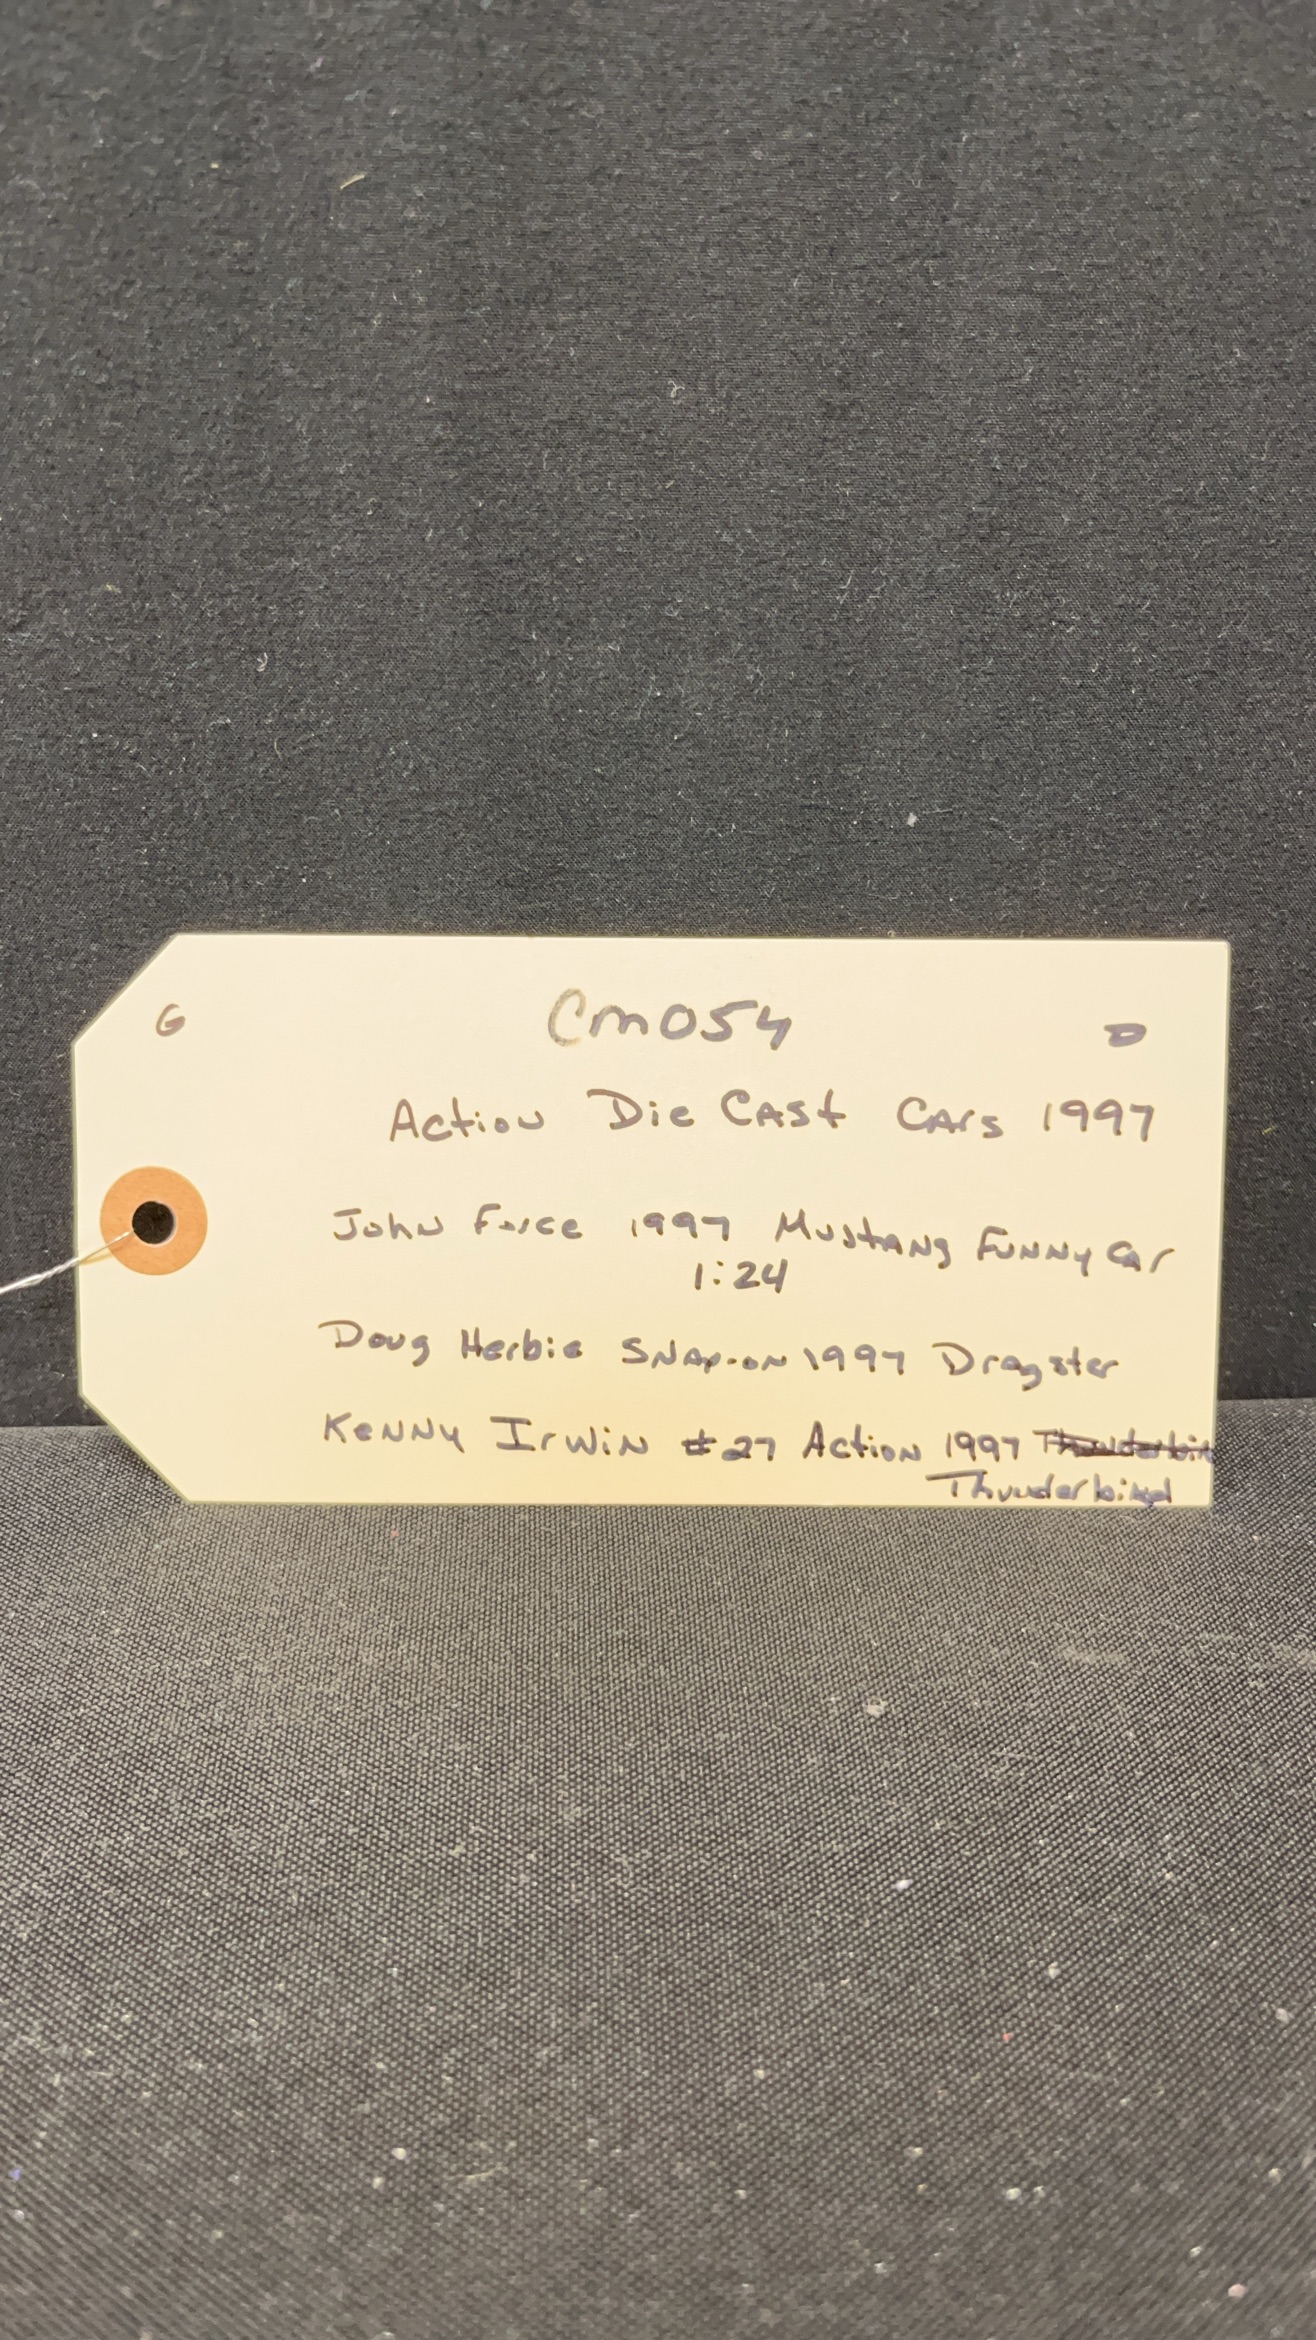 G Cm054 D
Action Die Cast Cars 1997
John Force 1997 Mustang Funny Car
1:24
Doug Herbie Snap-on 1997 Dragster
Kenny Irwin #27 Action 1997
Thunderbird